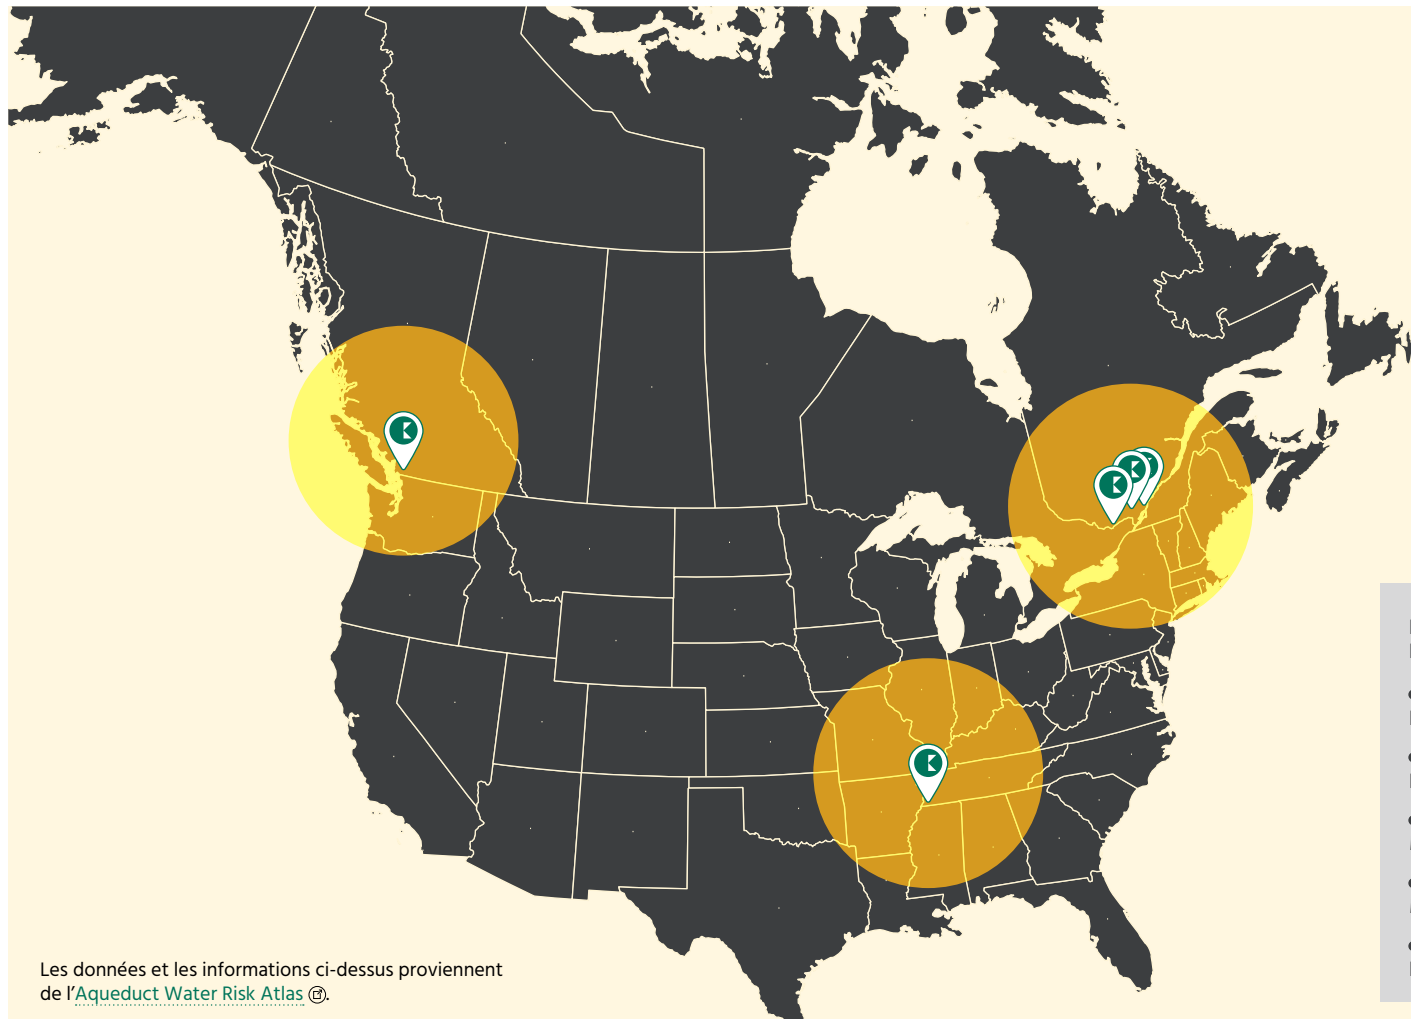 Les données et les informations ci-dessus proviennent
de l'Aqueduct Water Risk Atlas